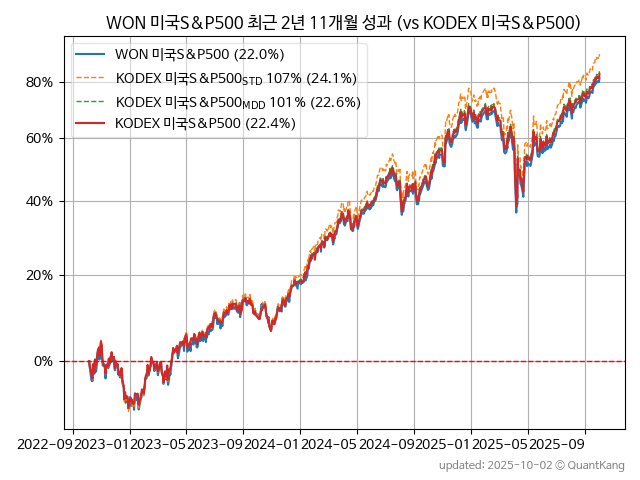 WON 미국S&P500 최근 2년 11개월 성과 (vs KODEX 미국S&P500)
WON 미국S&P500 (22.0%)
KODEX 미국S&P500STD 107% (24.1%)
KODEX 미국S&P500MDD 101% (22.6%)
KODEX 미국S&P500 (22.4%)
80%
60%
40%
20%
0%
2022-09 2023-01 2023-05 2023-09 2024-01 2024-05 2024-09 2025-01 2025-05 2025-09
updated: 2025-10-02 © QuantKang